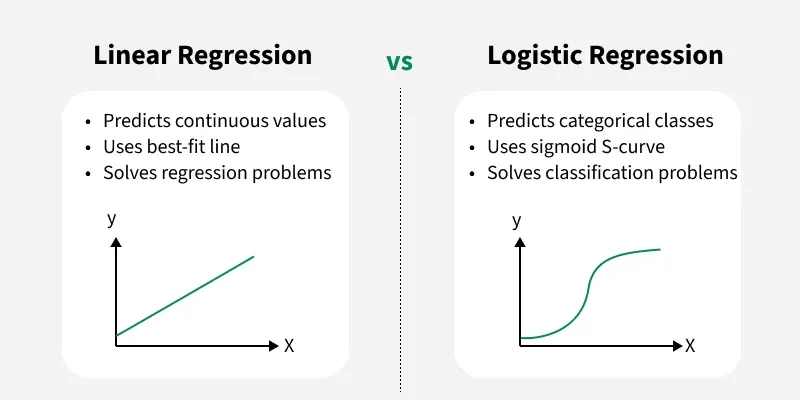 Linear Regression
vs
Logistic Regression
• Predicts continuous values
• Uses best-fit line
• Solves regression problems
y
X
• Predicts categorical classes
• Uses sigmoid S-curve
• Solves classification problems
y
X